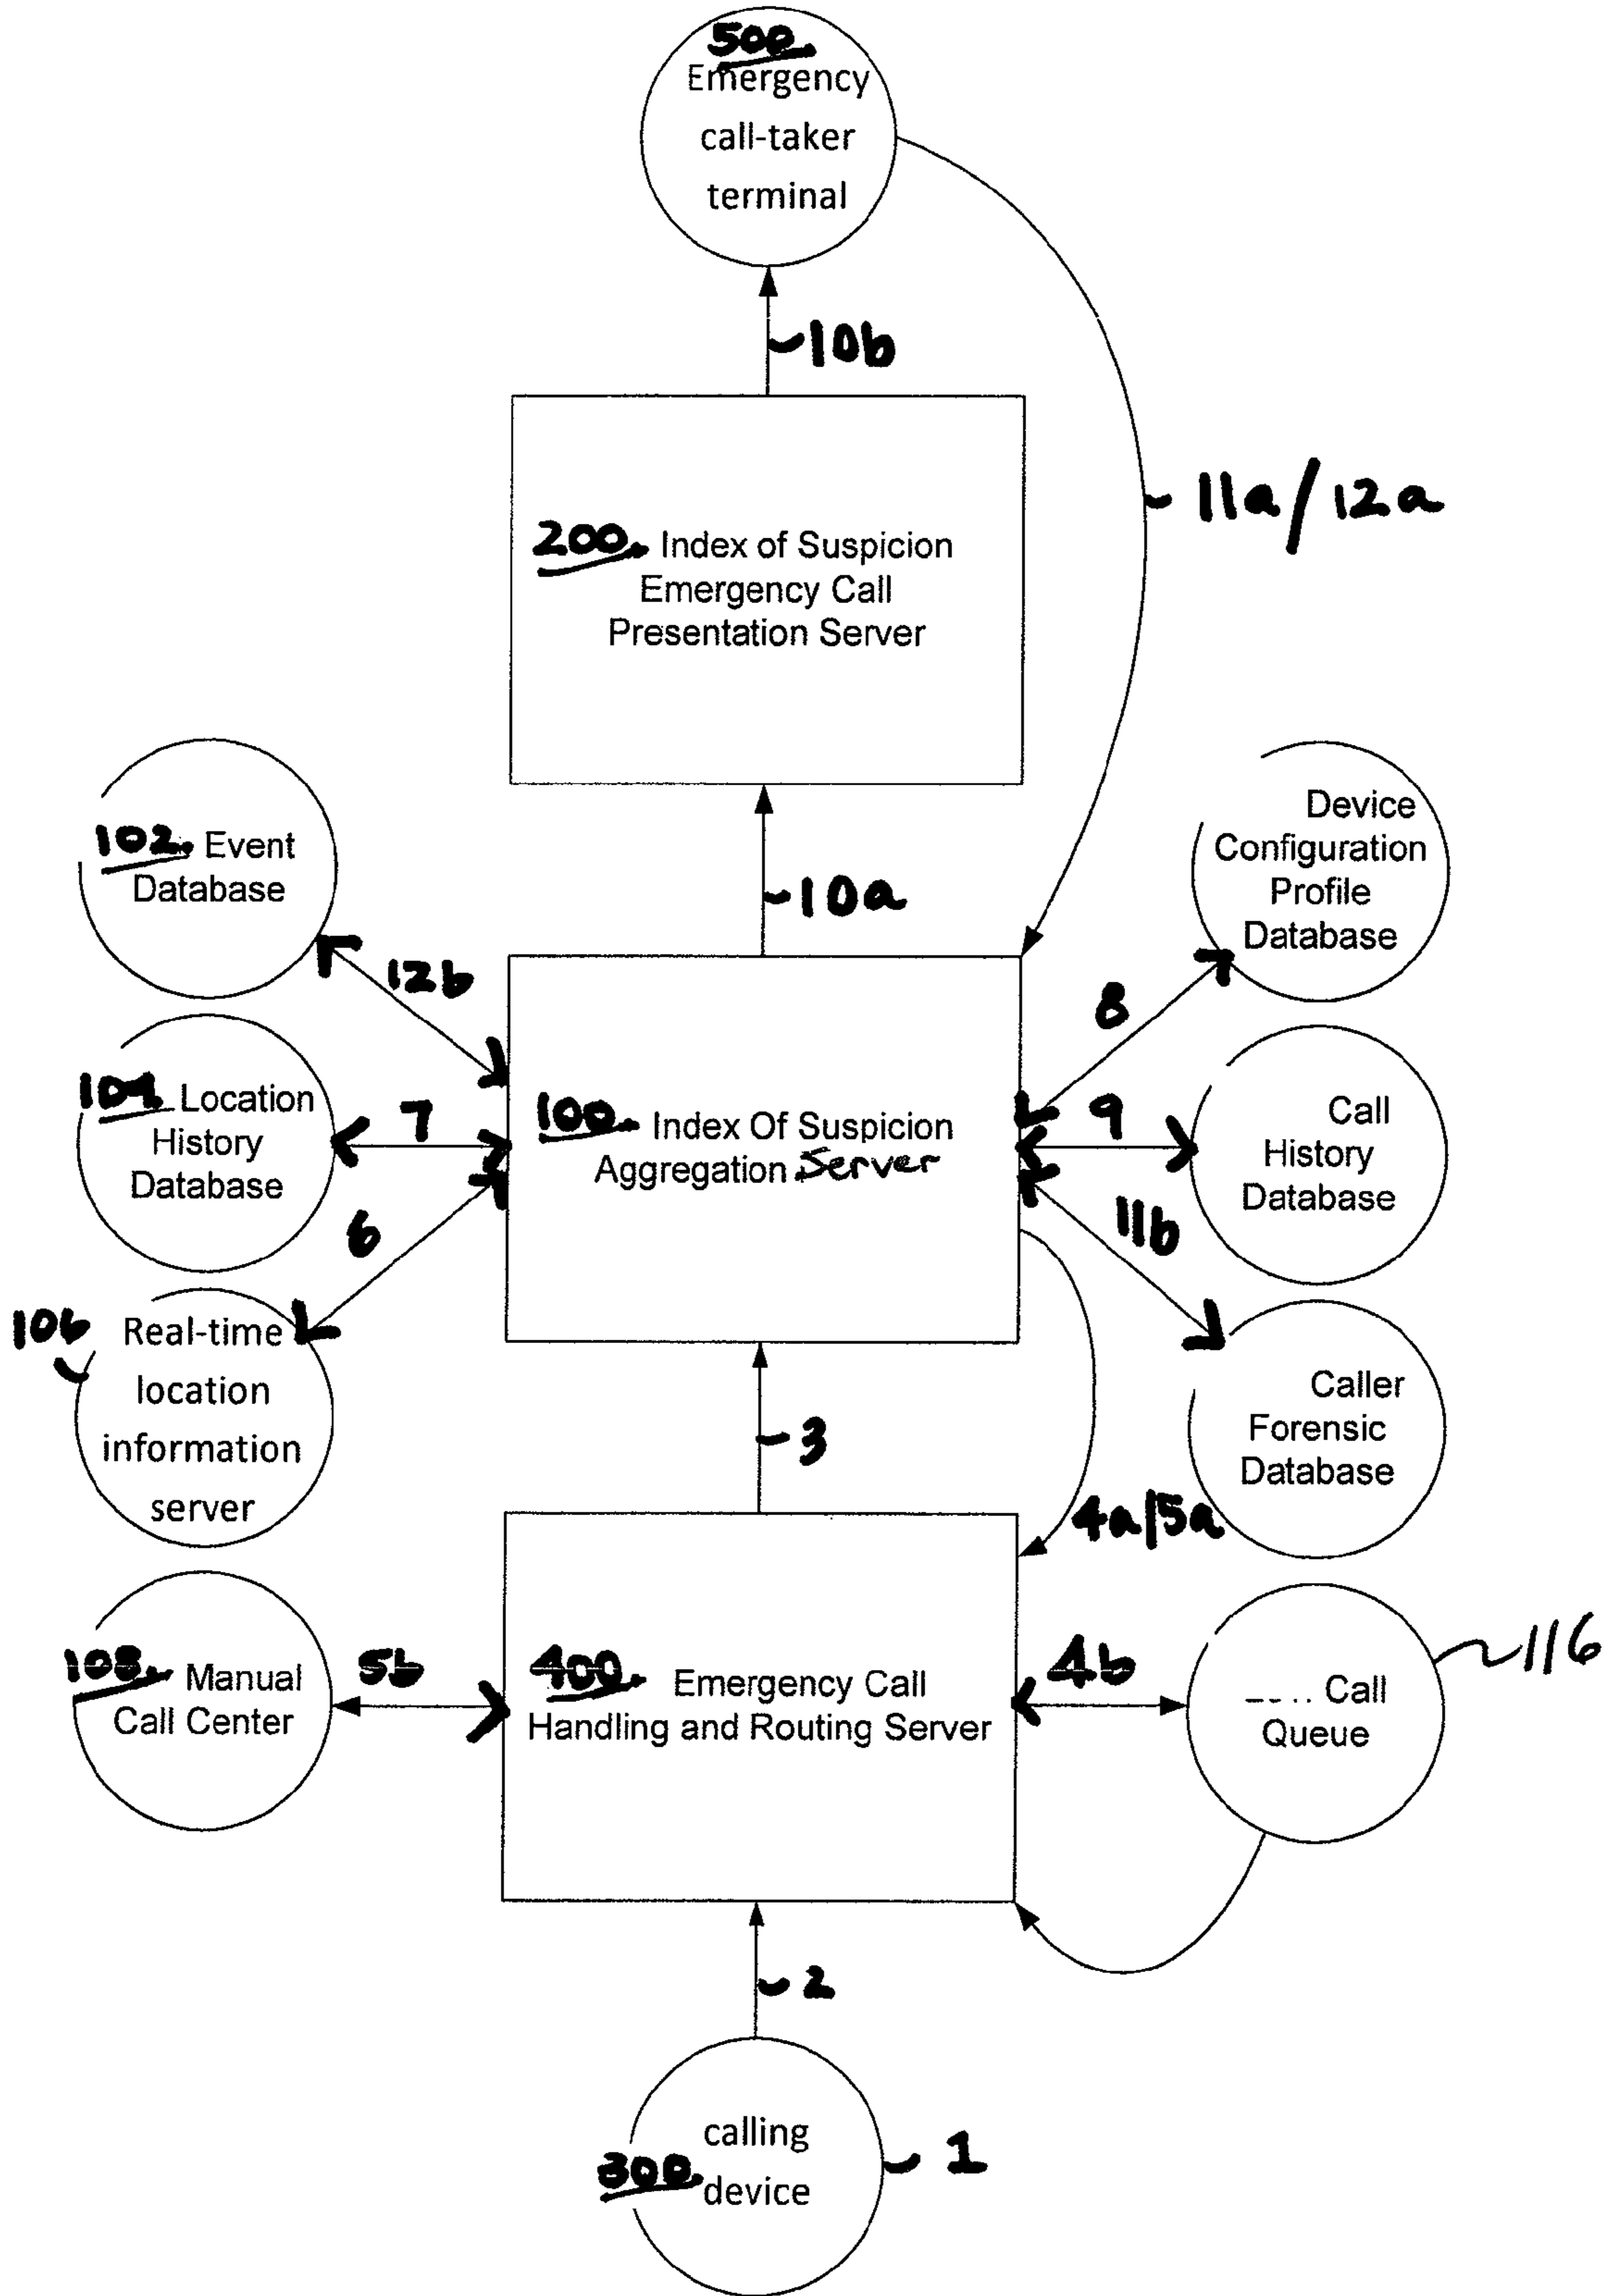 500.
Emergency
call-taker
terminal
10b
11a/12a
200. Index of Suspicion
Emergency Call
Presentation Server
10a
102. Event
Database
12b
Device
Configuration
Profile
Database
8
104. Location
History
Database
7
100. Index Of Suspicion
Aggregation Server
9
Call
History
Database
6
11b
106
Real-time
location
information
server
3
4a/5a
Caller
Forensic
Database
108. Manual
Call Center
5b
400. Emergency Call
Handling and Routing Server
4b
Call
Queue
116
2
calling
300. device
1